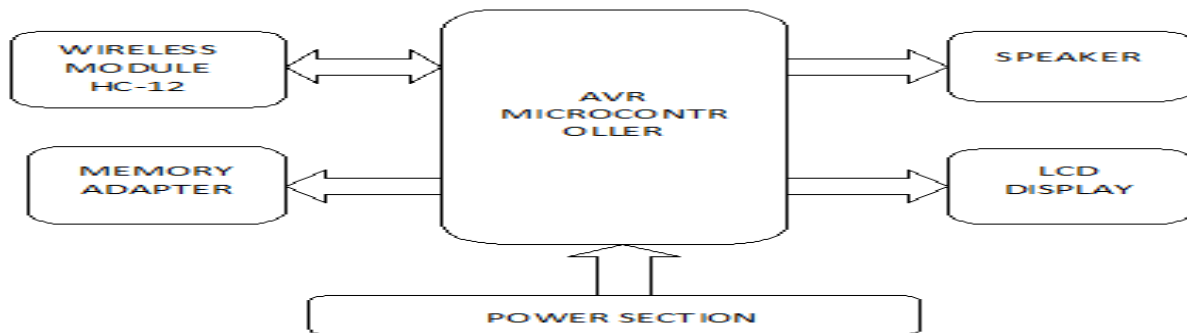 WIRELESS
MODULE
HC-12
SPEAKER
AVR
MICROCONTR
OLLER
MEMORY
ADAPTER
LCD
DISPLAY
POWER SECTION